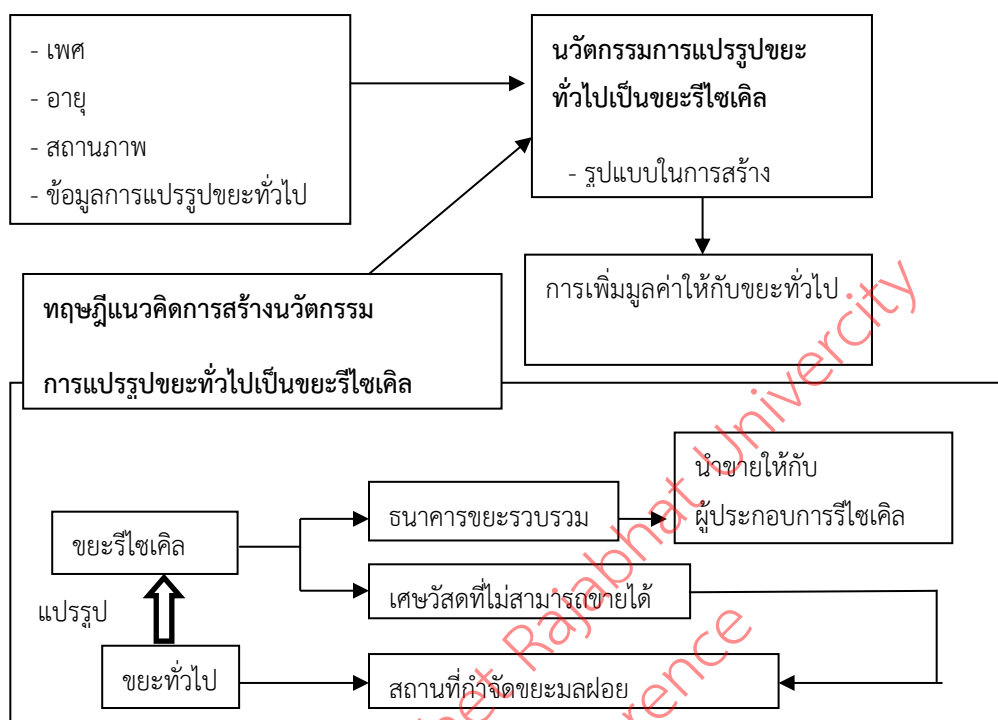 - เพศ
- อายุ
- สถานภาพ
- ข้อมูลการแปรรูปขยะทั่วไป
นวัตกรรมการแปรรูปขยะ
ทั่วไปเป็นขยะรีไซเคิล
- รูปแบบในการสร้าง
การเพิ่มมูลค่าให้กับขยะทั่วไป
ทฤษฎีแนวคิดการสร้างนวัตกรรม
การแปรรูปขยะทั่วไปเป็นขยะรีไซเคิล
นำขายให้กับ
ผู้ประกอบการรีไซเคิล
ธนาคารขยะรวบรวม
ขยะรีไซเคิล
เศษวัสดุที่ไม่สามารถขายได้
แปรรูป
ขยะทั่วไป
สถานที่กำจัดขยะมูลฝอย
Rajabhat Univercity